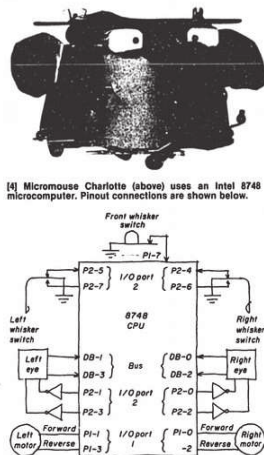 [4] Micromouse Charlotte (above) uses an Intel 8748
microcomputer. Pinout connections are shown below.
Front whisker
switch
P1-7
P2-5 I/O port P2-4
P2-7 2 P2-6
8748
CPU
Left
whisker
switch
Right
whisker
switch
Left
eye
DB-1 Bus DB-0
DB-3 DB-2
Right
eye
P2-1 I/O port P2-0
P2-3 2 P2-2
Left
motor
Forward P1-1 I/O port P1-0 Forward
Reverse P1-3 1 -2 Reverse
Right
motor